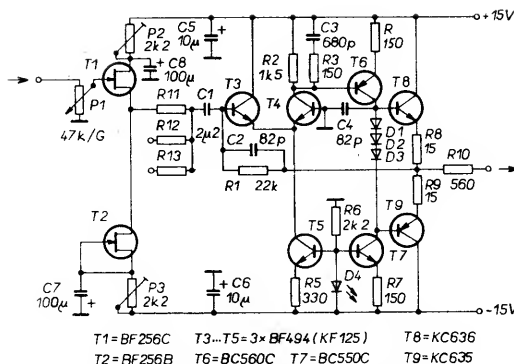 +15V
P2
2k2
C5
10µ
+
T1
C8
100µ
+
P1
47k/G
R11
R12
R13
C1
2µ2
T3
C2
82p
R1
22k
C3
680p
R2
1k5
R3
150
R
150
T6
T4
C4
82p
T8
D1
D2
D3
R8
15
R10
560
R9
15
T9
T2
T5
R6
2k2
T7
D4
R5
330
R7
150
C7
100µ
+
P3
2k2
C6
10µ
+
-15V
T1=BF256C T3...T5=3×BF494(KF125) T8=KC636
T2=BF256B T6=BC560C T7=BC550C T9=KC635